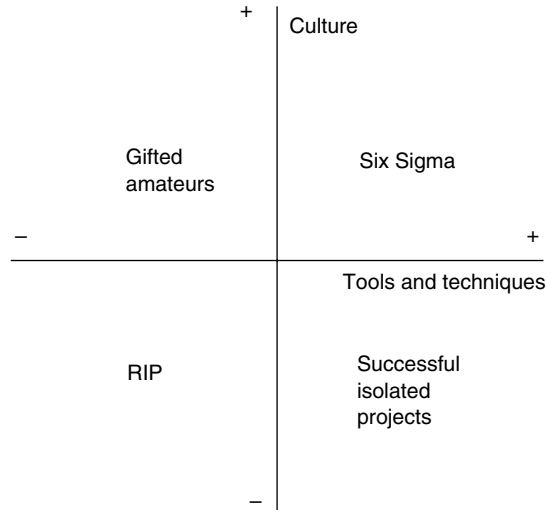 +
Culture
Gifted
amateurs
Six Sigma
–
+
Tools and techniques
RIP
Successful
isolated
projects
–